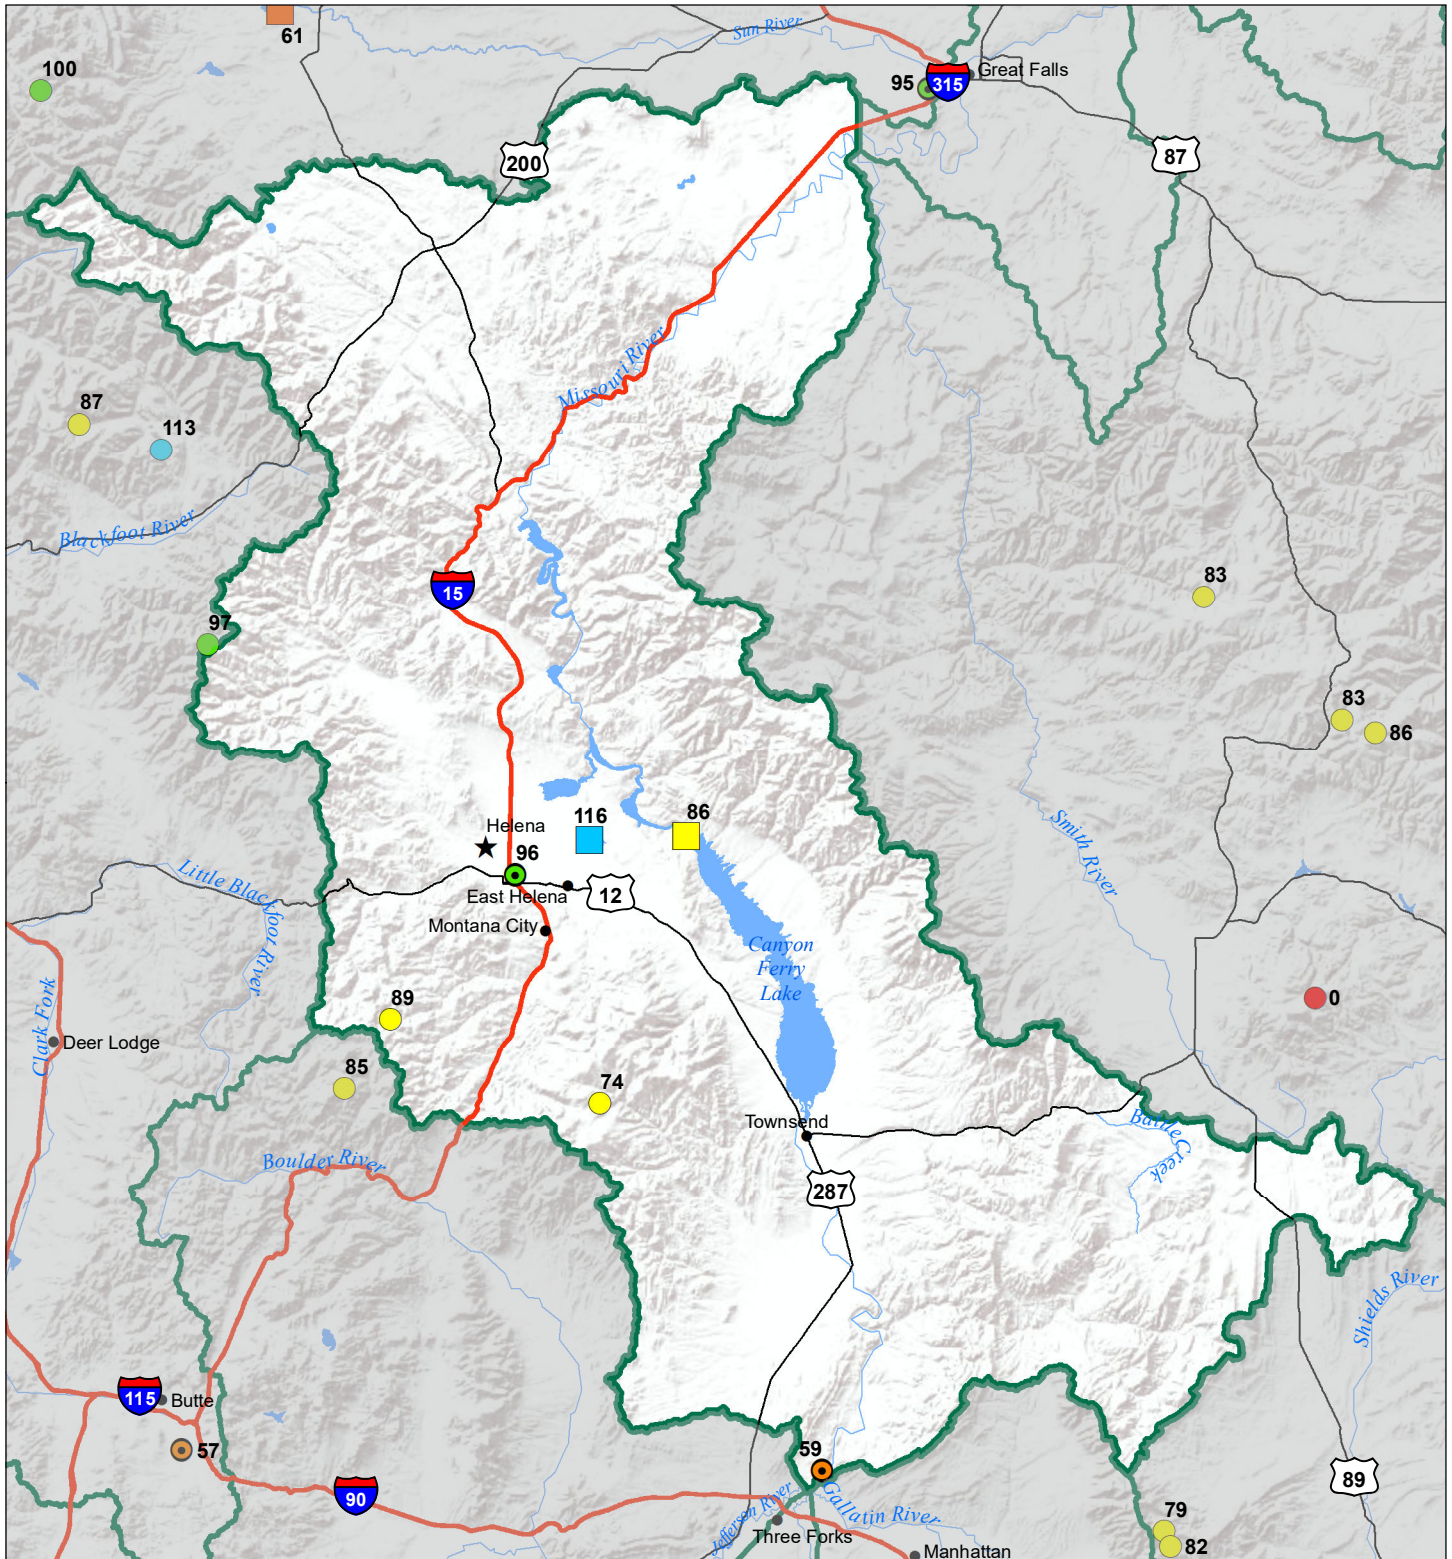 Sun River
61
100
95
315
Great Falls
200
87
Missouri River
87
113
Blackfoot River
15
83
97
83
86
116
86
Helena
96
Smith River
Little Blackfoot River
East Helena
12
Montana City
Canyon
Ferry
Lake
89
0
Clark Fork
Deer Lodge
85
74
Townsend
Battle Creek
Boulder River
287
Shields River
115
Butte
57
59
90
89
Jefferson River
Gallatin River
Three Forks
79
82
Manhattan